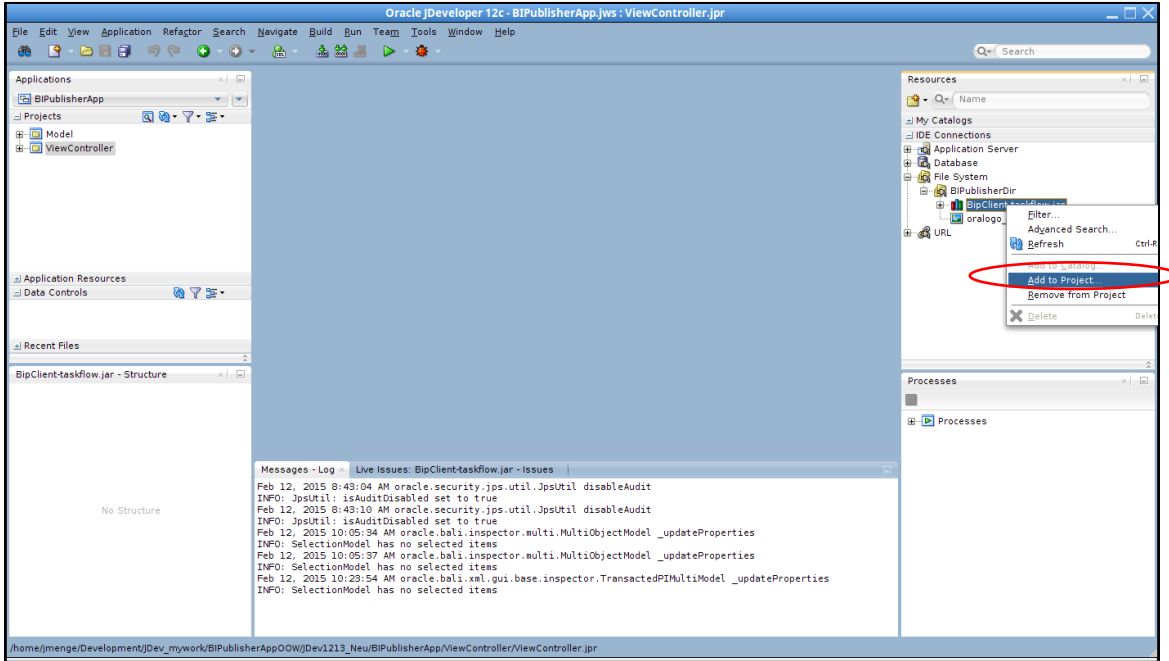 Oracle JDeveloper 12c - BIPublisherApp.jws : ViewController.jpr
File Edit View Application Refactor Search Navigate Build Run Team Tools Window Help
Search
Applications
BIPublisherApp
Projects
Model
ViewController
Application Resources
Data Controls
Recent Files
BipClient-taskflow.jar - Structure
No Structure
Messages - Log Live Issues: BipClient-taskflow.jar - Issues
Feb 12, 2015 8:43:04 AM oracle.security.jps.util.JpsUtil disableAudit
INFO: JpsUtil: isAuditDisabled set to true
Feb 12, 2015 8:43:10 AM oracle.security.jps.util.JpsUtil disableAudit
INFO: JpsUtil: isAuditDisabled set to true
Feb 12, 2015 10:05:34 AM oracle.bali.inspector.multi.MultiObjectModel _updateProperties
INFO: SelectionModel has no selected items
Feb 12, 2015 10:05:37 AM oracle.bali.inspector.multi.MultiObjectModel _updateProperties
INFO: SelectionModel has no selected items
Feb 12, 2015 10:23:54 AM oracle.bali.xml.gui.base.inspector.TransactedPIMultiModel _updateProperties
INFO: SelectionModel has no selected items
Resources
Name
My Catalogs
IDE Connections
Application Server
Database
File System
BIPublisherDir
BipClient-taskflow.jar
oralogo_
URL
Filter...
Advanced Search...
Refresh Ctrl-R
Add to Catalog...
Add to Project...
Remove from Project
Delete Delete
Processes
Processes
/home/jmenge/Development/JDev_mywork/BIPublisherAppOOW/JDev1213_Neu/BIPublisherApp/ViewController/ViewController.jpr